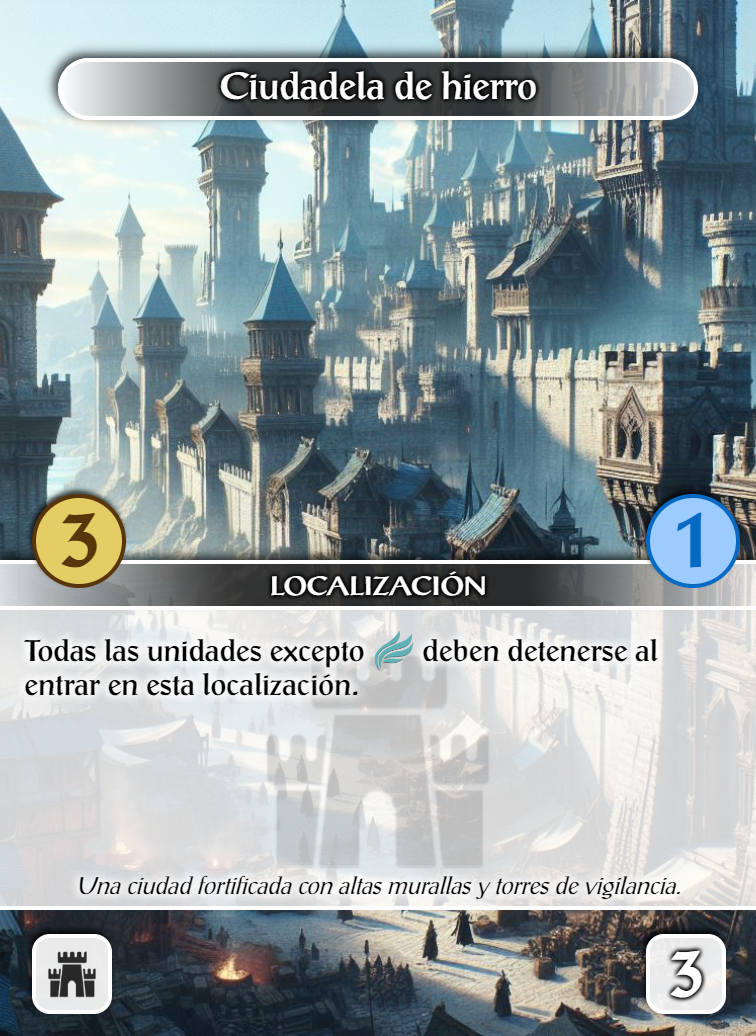 Ciudadela de hierro
3
1
LOCALIZACIÓN
Todas las unidades excepto deben detenerse al
entrar en esta localización.
Una ciudad fortificada con altas murallas y torres de vigilancia.
3